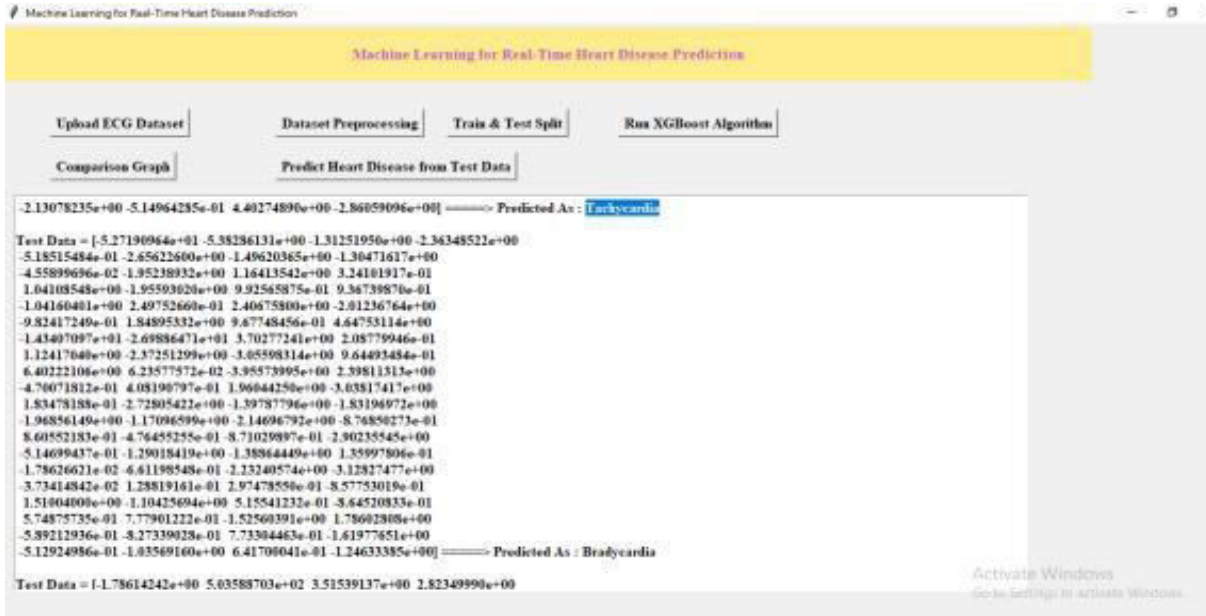 Machine Learning for Real-Time Heart Disease Prediction
Machine Learning for Real-Time Heart Disease Prediction
Upload ECG Dataset Dataset Preprocessing Train & Test Split Run XGBoost Algorithm
Comparison Graph Predict Heart Disease from Test Data
-2.13078235e+00 -5.14964285e-01 4.40274890e+00 -2.86059096e+00] =====> Predicted As : Tachycardia
Test Data = [-5.27190964e+01 -5.38286131e+00 -1.31251950e+00 -2.36348522e+00
-5.18515484e-01 -2.65622600e+00 -1.49620365e+00 -1.30471617e+00
-4.55899696e-02 -1.95238932e+00 1.16413542e+00 3.24101917e-01
1.04108548e+00 -1.95593020e+00 9.92565875e-01 9.36739870e-01
-1.04160401e+00 2.49752660e-01 2.40675800e+00 -2.01236764e+00
-9.82417249e-01 1.84895332e+00 9.67748456e-01 4.64753114e+00
-1.43407097e+01 -2.69886471e+01 3.70277241e+00 2.08779946e-01
1.12417040e+00 -2.37251299e+00 -3.05598314e+00 9.64493484e-01
6.40222106e+00 6.23577572e-02 -3.95573995e+00 2.39811313e+00
-4.70071812e-01 4.08190797e-01 1.96044250e+00 -3.03817417e+00
1.83478188e-01 -2.72805422e+00 -1.39787796e+00 -1.83196972e+00
-1.96856149e+00 -1.17096599e+00 -2.14696792e+00 -8.76850273e-01
8.60552183e-01 -4.76455255e-01 -8.71029897e-01 -2.90235545e+00
-5.14699437e-01 -1.29018419e+00 -1.38864449e+00 1.35997806e-01
-1.78626621e-02 -6.61198548e-01 -2.23240574e+00 -3.12827477e+00
-3.73414842e-02 1.28819161e-01 2.97478550e-01 -8.57753019e-01
1.51004000e+00 -1.10425694e+00 5.15541232e-01 -8.64520833e-01
5.74875735e-01 7.77901222e-01 -1.52560391e+00 1.78602808e+00
-5.89212936e-01 -8.27339028e-01 7.73304463e-01 -1.61977651e+00
-5.12924986e-01 -1.03569160e+00 6.41700041e-01 -1.24633385e+00] =====> Predicted As : Bradycardia
Test Data = [-1.78614242e+00 5.03588703e+02 3.51539137e+00 2.82349990e+00
Activate Windows
Go to Settings to activate Windows.